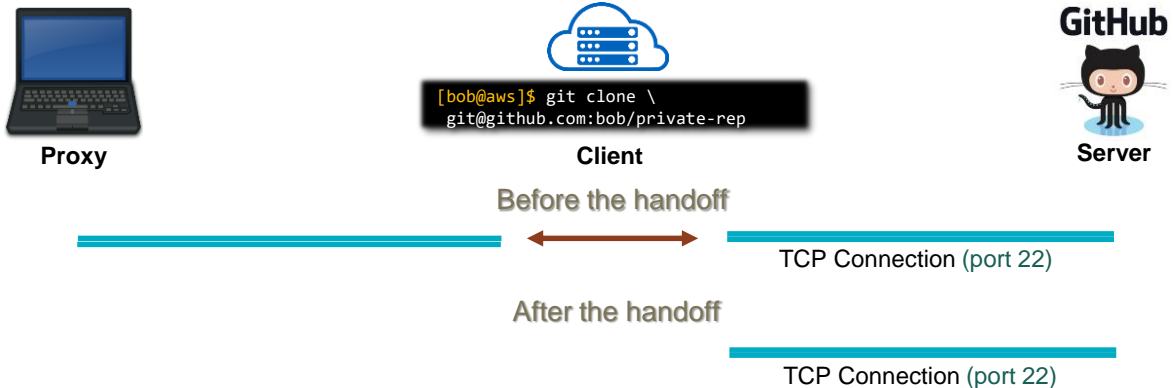 GitHub
[bob@aws]$ git clone \
git@github.com:bob/private-rep
Proxy
Client
Server
Before the handoff
TCP Connection (port 22)
After the handoff
TCP Connection (port 22)